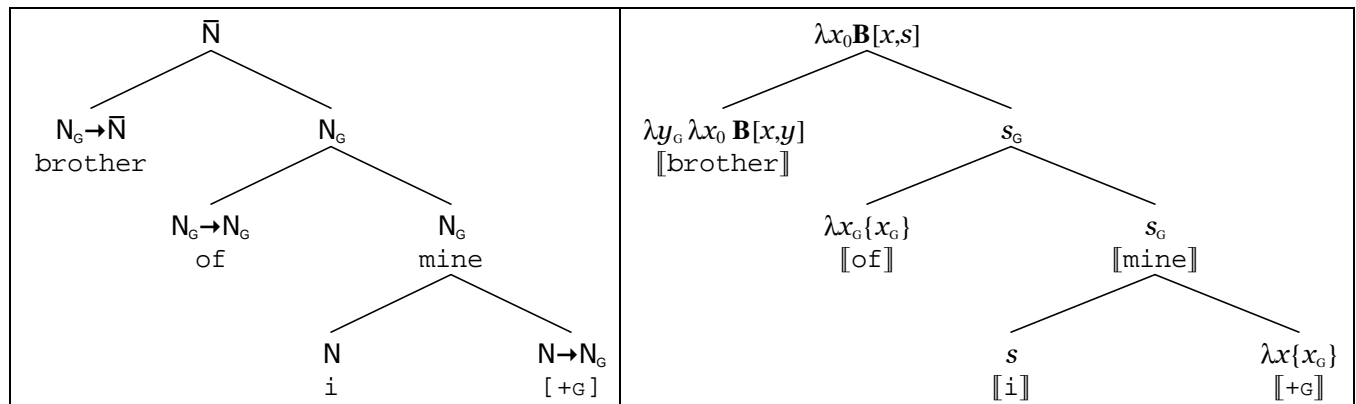 N̅
N_G→N̅ N_G
brother
N_G→N_G N_G
of mine
N N→N_G
i [+G]
λx₀B[x,s]
λy_G λx₀ B[x,y] s_G
⟦brother⟧
λx_G{x_G} s_G
⟦of⟧ ⟦mine⟧
s λx{x_G}
⟦i⟧ ⟦+G⟧